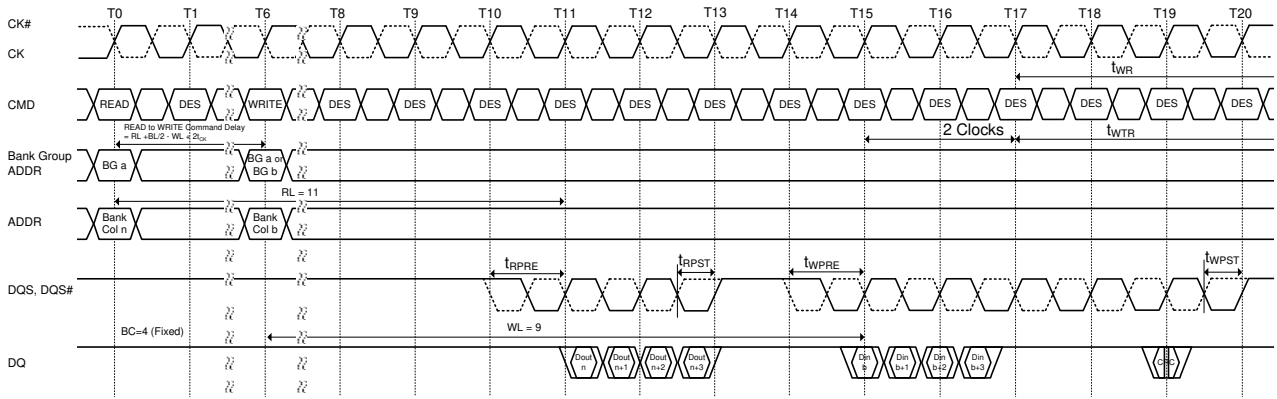 CK# T0 T1 T6 T8 T9 T10 T11 T12 T13 T14 T15 T16 T17 T18 T19 T20
CK
tWR
CMD READ DES WRITE DES DES DES DES DES DES DES DES DES DES DES DES DES
READ to WRITE Command Delay
= RL +BL/2 - WL + 2tCK
2 Clocks tWTR
Bank Group
ADDR
BG a
BG a or
BG b
RL = 11
ADDR
Bank
Col n
Bank
Col b
tRPRE tRPST tWPRE tWPST
DQS, DQS#
BC=4 (Fixed) WL = 9
DQ
Dout
n
Dout
n+1
Dout
n+2
Dout
n+3
Din
b
Din
b+1
Din
b+2
Din
b+3
CRC